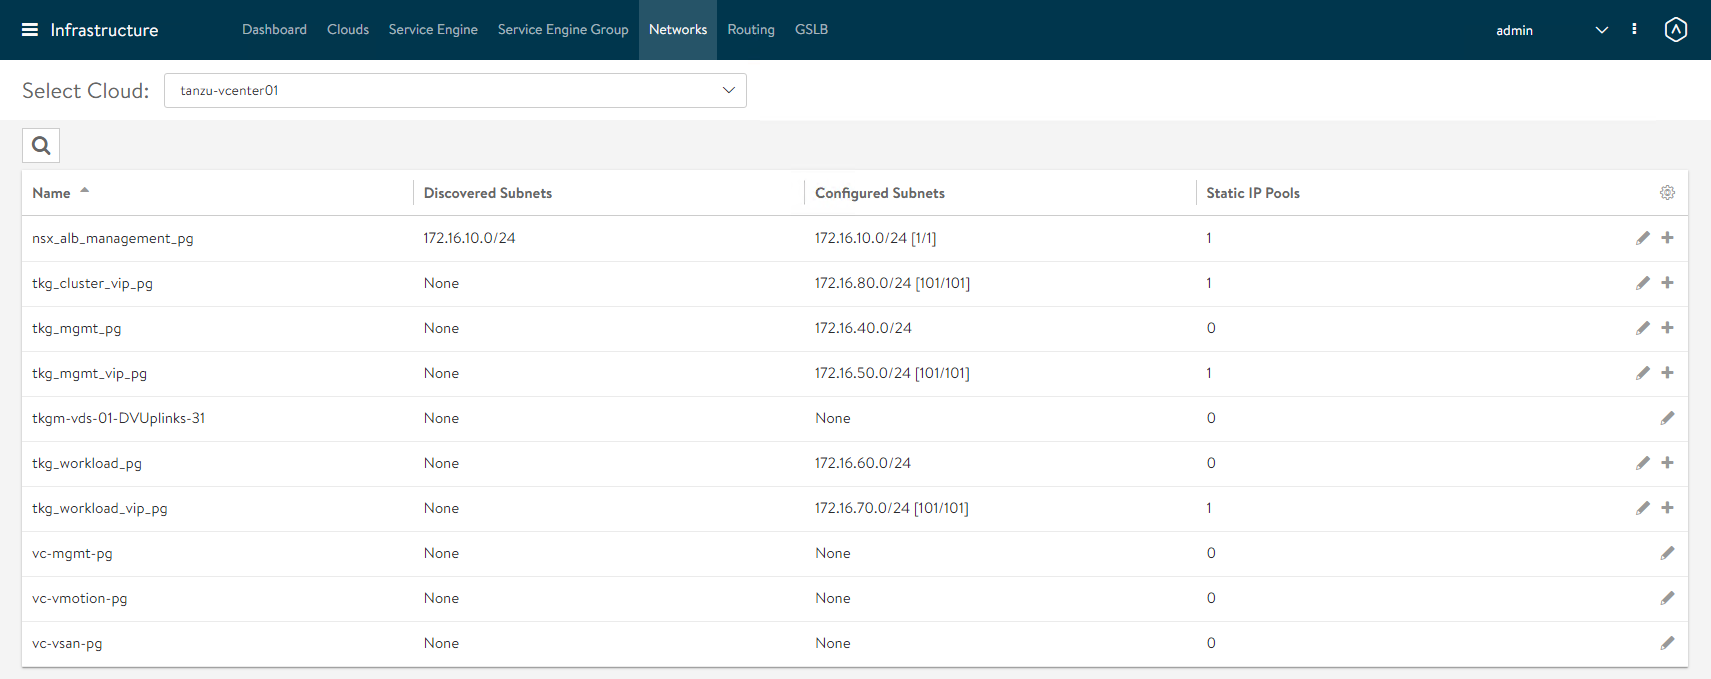 Infrastructure Dashboard Clouds Service Engine Service Engine Group Networks Routing GSLB admin
Select Cloud: tanzu-vcenter01
Name Discovered Subnets Configured Subnets Static IP Pools
nsx_alb_management_pg 172.16.10.0/24 172.16.10.0/24 [1/1] 1
tkg_cluster_vip_pg None 172.16.80.0/24 [101/101] 1
tkg_mgmt_pg None 172.16.40.0/24 0
tkg_mgmt_vip_pg None 172.16.50.0/24 [101/101] 1
tkgm-vds-01-DVUplinks-31 None None 0
tkg_workload_pg None 172.16.60.0/24 0
tkg_workload_vip_pg None 172.16.70.0/24 [101/101] 1
vc-mgmt-pg None None 0
vc-vmotion-pg None None 0
vc-vsan-pg None None 0